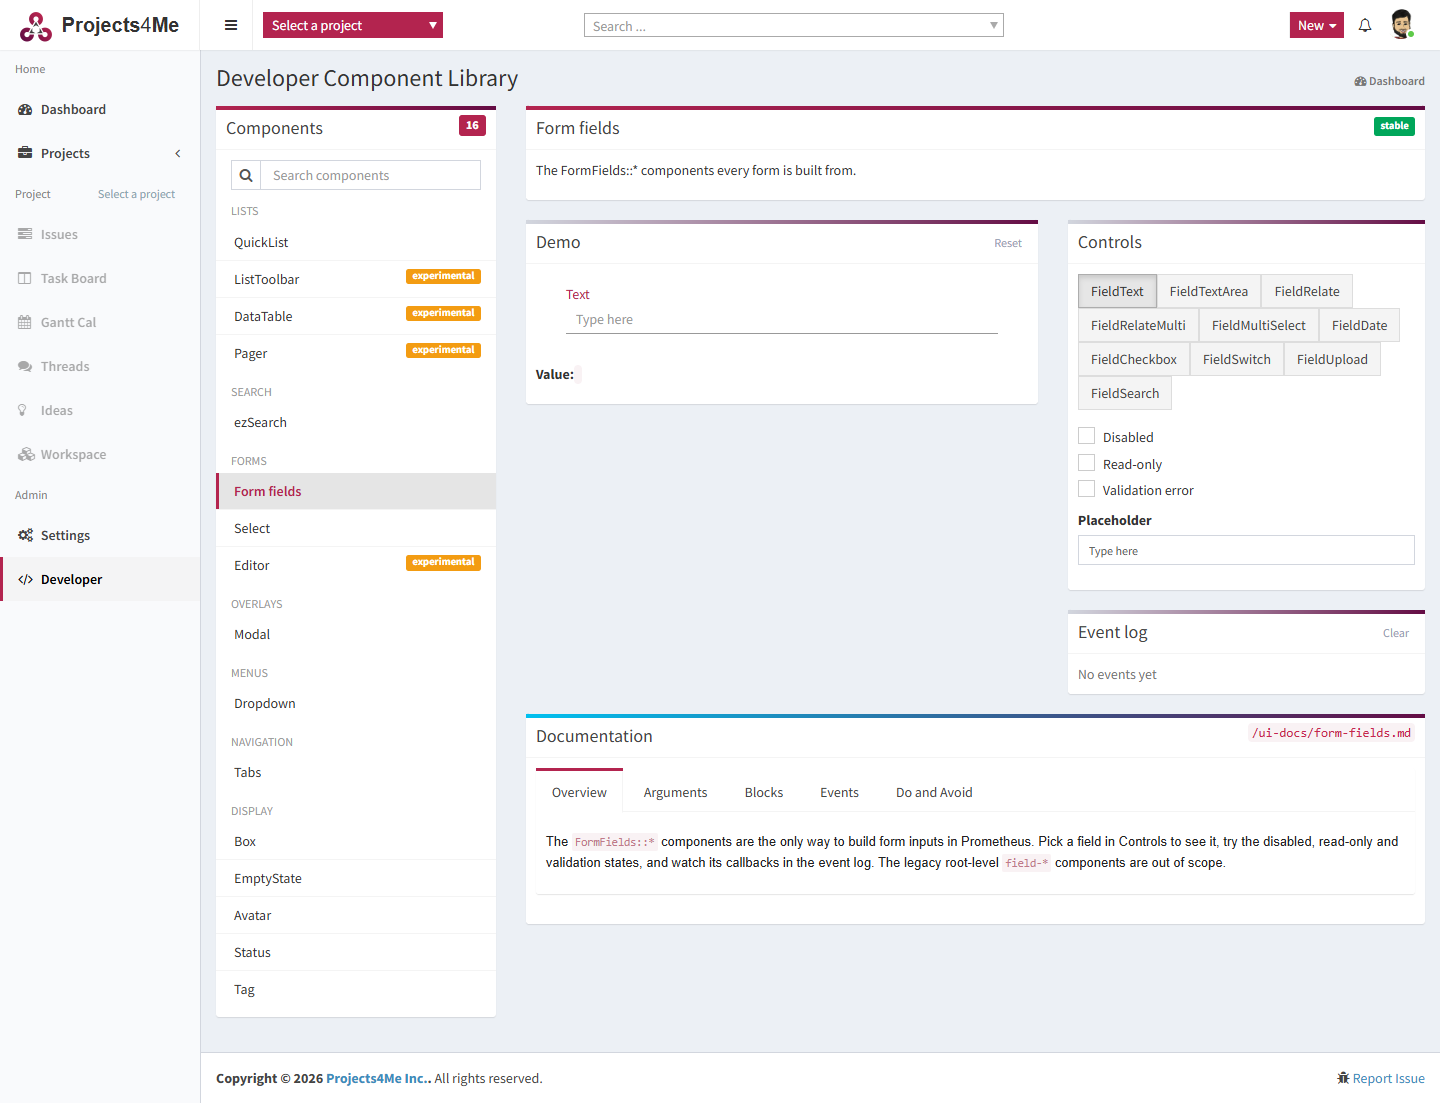 Projects4Me
Select a project
Search ...
New
Home
Dashboard
Projects
Project
Select a project
Issues
Task Board
Gantt Cal
Threads
Ideas
Workspace
Admin
Settings
Developer
Developer Component Library
Dashboard
Components
16
Search components
LISTS
QuickList
ListToolbar
experimental
DataTable
experimental
Pager
experimental
SEARCH
ezSearch
FORMS
Form fields
Select
Editor
experimental
OVERLAYS
Modal
MENUS
Dropdown
NAVIGATION
Tabs
DISPLAY
Box
EmptyState
Avatar
Status
Tag
Form fields
stable
The FormFields::* components every form is built from.
Demo
Reset
Text
Type here
Value:
Controls
FieldText
FieldTextArea
FieldRelate
FieldRelateMulti
FieldMultiSelect
FieldDate
FieldCheckbox
FieldSwitch
FieldUpload
FieldSearch
Disabled
Read-only
Validation error
Placeholder
Type here
Event log
Clear
No events yet
Documentation
/ui-docs/form-fields.md
Overview
Arguments
Blocks
Events
Do and Avoid
The FormFields::* components are the only way to build form inputs in Prometheus. Pick a field in Controls to see it, try the disabled, read-only and
validation states, and watch its callbacks in the event log. The legacy root-level field-* components are out of scope.
Copyright © 2026 Projects4Me Inc.. All rights reserved.
Report Issue